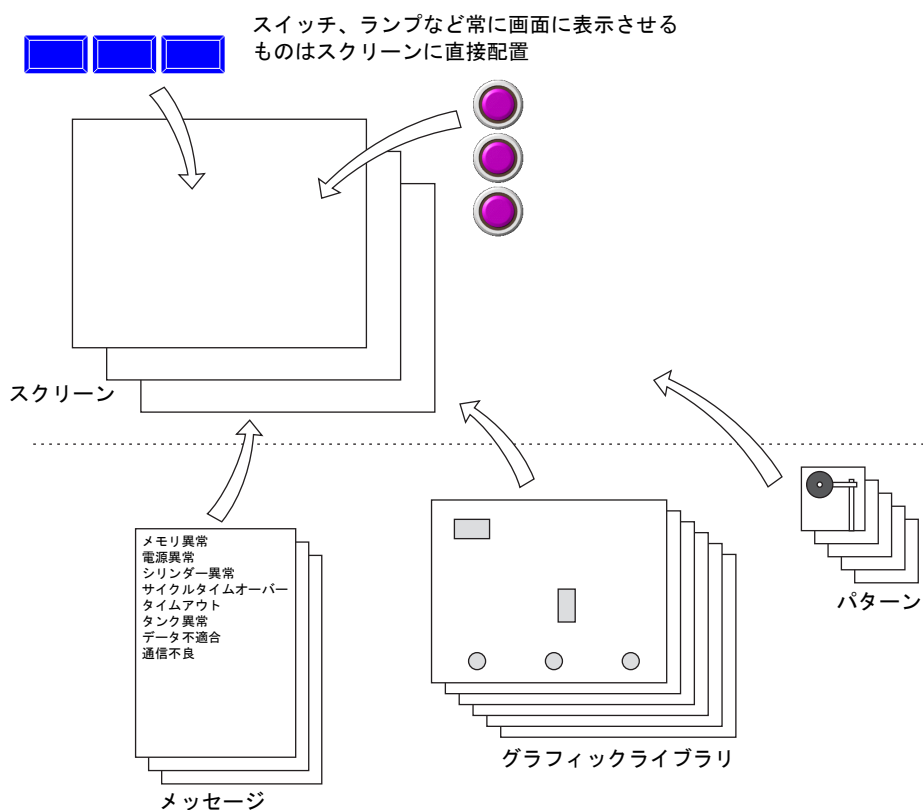 スイッチ、ランプなど常に画面に表示させる
ものはスクリーンに直接配置
スクリーン
メモリ異常
電源異常
シリンダー異常
サイクルタイムオーバー
タイムアウト
タンク異常
データ不適合
通信不良
パターン
グラフィックライブラリ
メッセージ